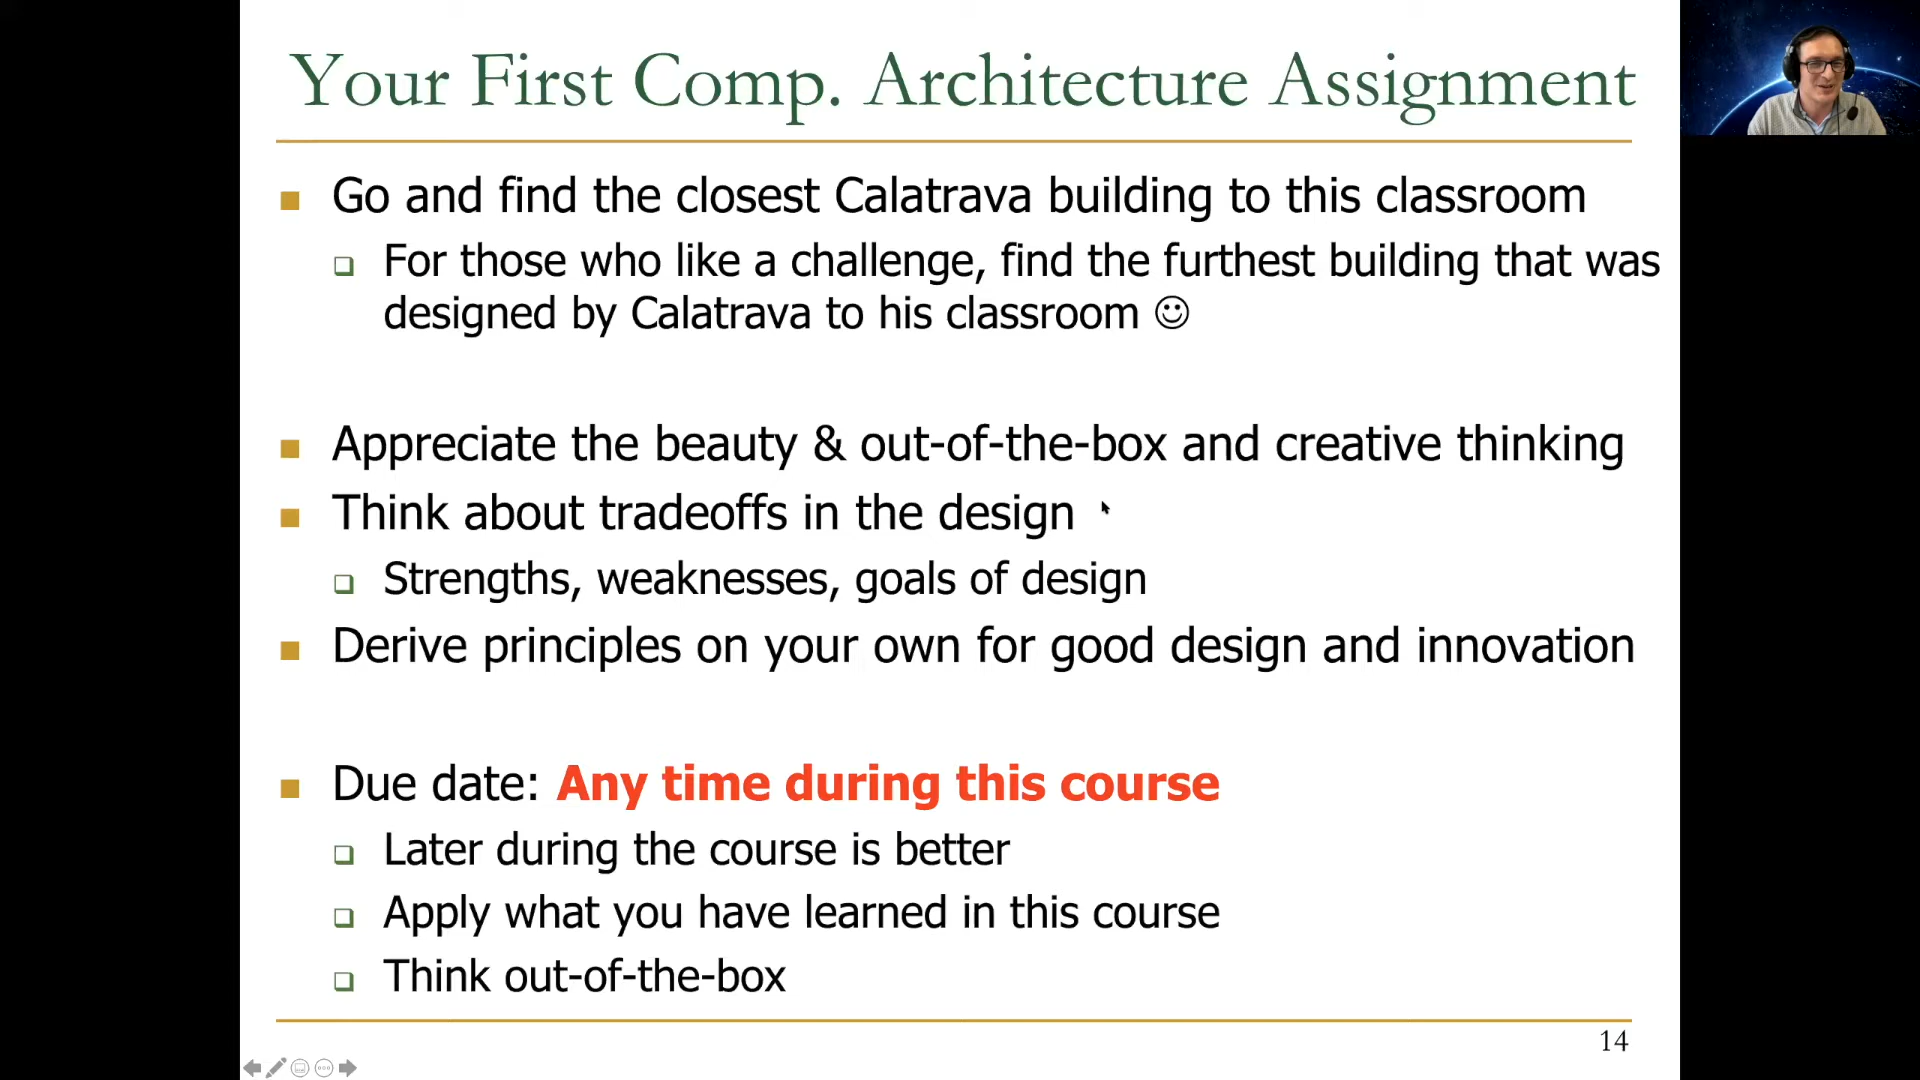 Your First Comp. Architecture Assignment
Go and find the closest Calatrava building to this classroom
For those who like a challenge, find the furthest building that was
designed by Calatrava to his classroom ☺
Appreciate the beauty & out-of-the-box and creative thinking
Think about tradeoffs in the design
Strengths, weaknesses, goals of design
Derive principles on your own for good design and innovation
Due date: Any time during this course
Later during the course is better
Apply what you have learned in this course
Think out-of-the-box
14